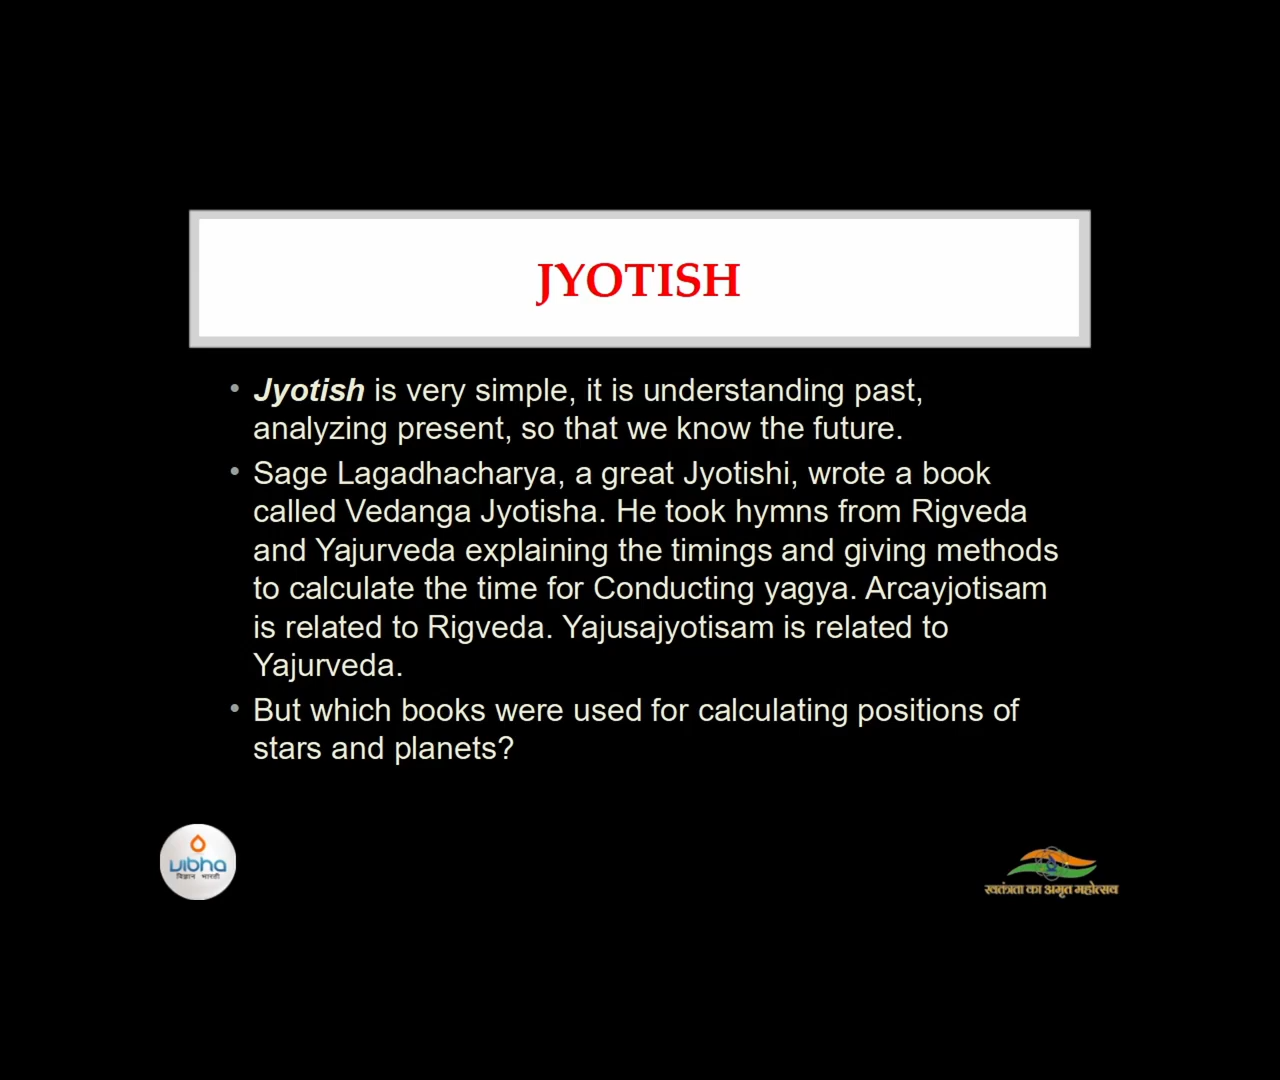 JYOTISH
• Jyotish is very simple, it is understanding past,
analyzing present, so that we know the future.
• Sage Lagadhacharya, a great Jyotishi, wrote a book
called Vedanga Jyotisha. He took hymns from Rigveda
and Yajurveda explaining the timings and giving methods
to calculate the time for Conducting yagya. Arcayjotisam
is related to Rigveda. Yajusajyotisam is related to
Yajurveda.
• But which books were used for calculating positions of
stars and planets?
vibha
विज्ञान भारती
स्वतंत्रता का अमृत महोत्सव